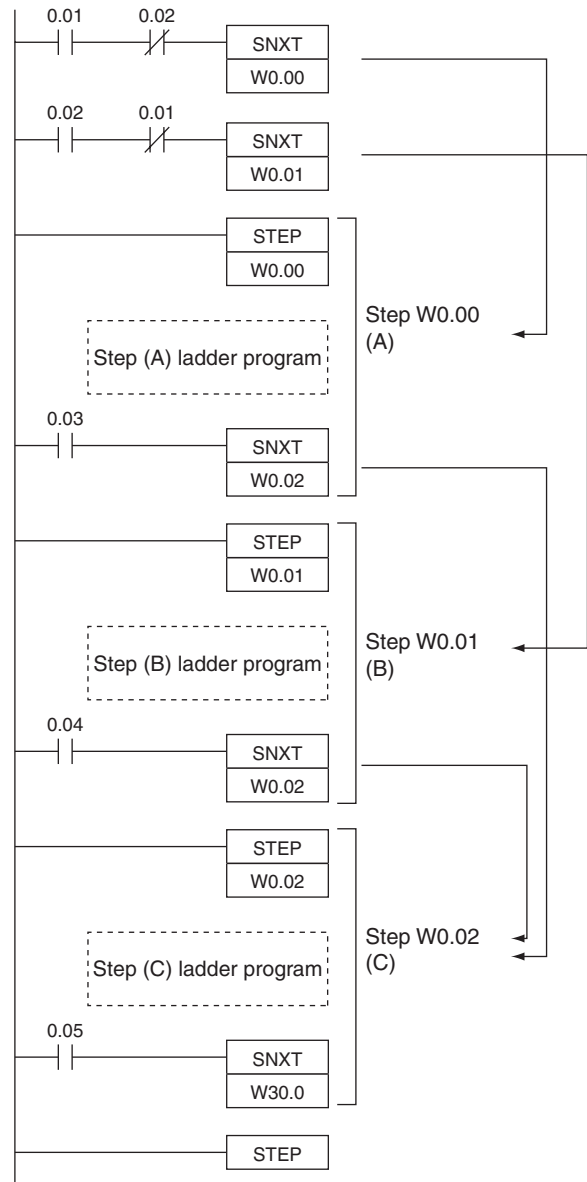 0.01 0.02
SNXT
W0.00
0.02 0.01
SNXT
W0.01
STEP
W0.00
Step W0.00
(A)
Step (A) ladder program
0.03
SNXT
W0.02
STEP
W0.01
Step W0.01
(B)
Step (B) ladder program
0.04
SNXT
W0.02
STEP
W0.02
Step W0.02
(C)
Step (C) ladder program
0.05
SNXT
W30.0
STEP